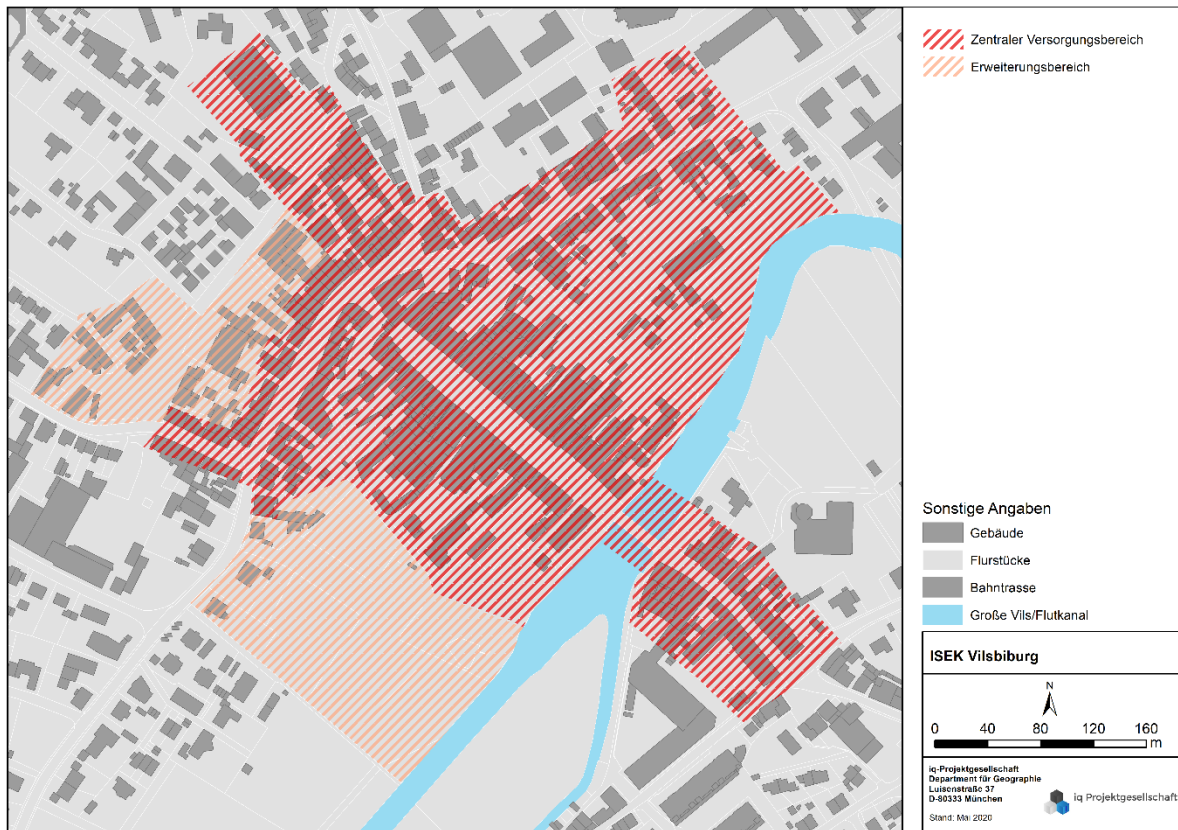 Zentraler Versorgungsbereich
Erweiterungsbereich
Sonstige Angaben
Gebäude
Flurstücke
Bahntrasse
Große Vils/Flutkanal
ISEK Vilsbiburg
N
0 40 80 120 160
m
iq-Projektgesellschaft
Department für Geographie
Luisenstraße 37
D-80333 München
iq Projektgesellschaft
Stand: Mai 2020